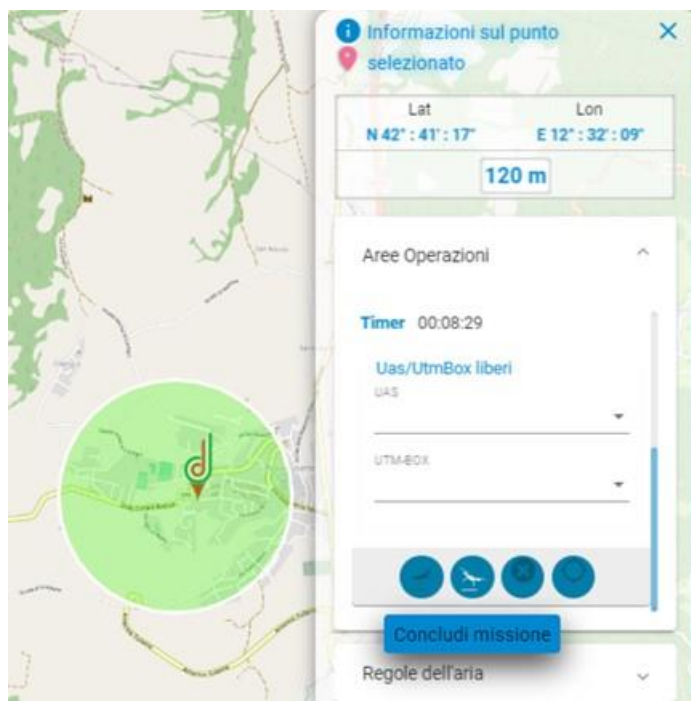 Informazioni sul punto
selezionato
Lat Lon
N 42° : 41' : 17" E 12° : 32' : 09"
120 m
Aree Operazioni
Timer 00:08:29
Uas/UtmBox liberi
UAS
UTM-BOX
Concludi missione
Regole dell'aria